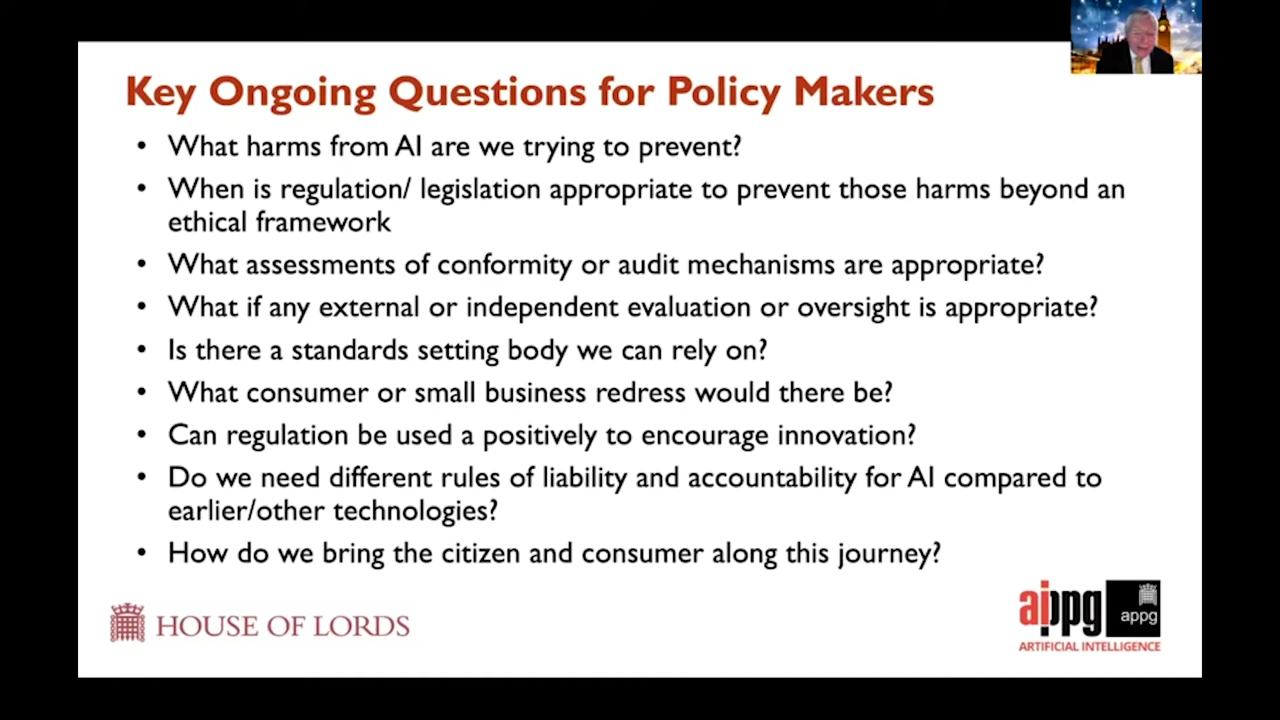 Key Ongoing Questions for Policy Makers
• What harms from AI are we trying to prevent?
• When is regulation/ legislation appropriate to prevent those harms beyond an
ethical framework
• What assessments of conformity or audit mechanisms are appropriate?
• What if any external or independent evaluation or oversight is appropriate?
• Is there a standards setting body we can rely on?
• What consumer or small business redress would there be?
• Can regulation be used a positively to encourage innovation?
• Do we need different rules of liability and accountability for AI compared to
earlier/other technologies?
• How do we bring the citizen and consumer along this journey?
HOUSE OF LORDS
aippg
appg
ARTIFICIAL INTELLIGENCE